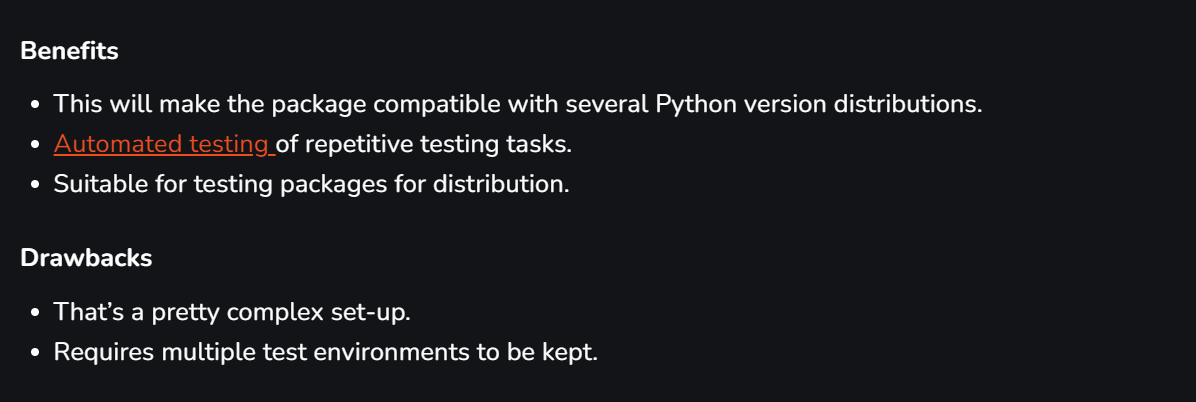 Benefits
• This will make the package compatible with several Python version distributions.
• Automated testing of repetitive testing tasks.
• Suitable for testing packages for distribution.
Drawbacks
• That’s a pretty complex set-up.
• Requires multiple test environments to be kept.